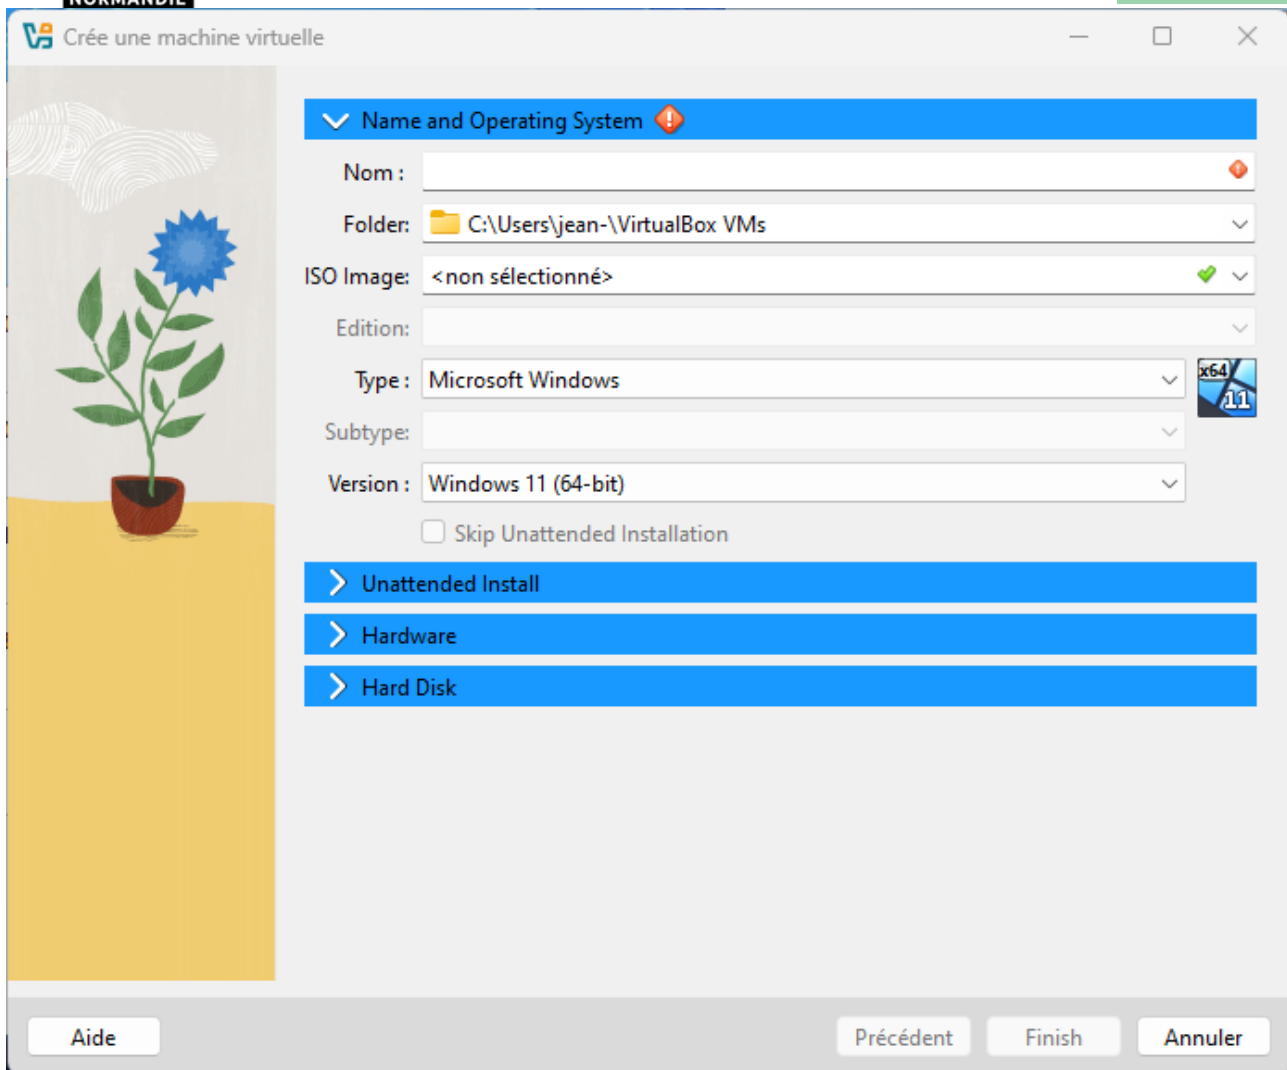 NORMANDIE
Crée une machine virtuelle
Name and Operating System
Nom :
Folder: C:\Users\jean-\VirtualBox VMs
ISO Image: <non sélectionné>
Edition:
Type : Microsoft Windows
x64
11
Subtype:
Version : Windows 11 (64-bit)
Skip Unattended Installation
Unattended Install
Hardware
Hard Disk
Aide Précédent Finish Annuler